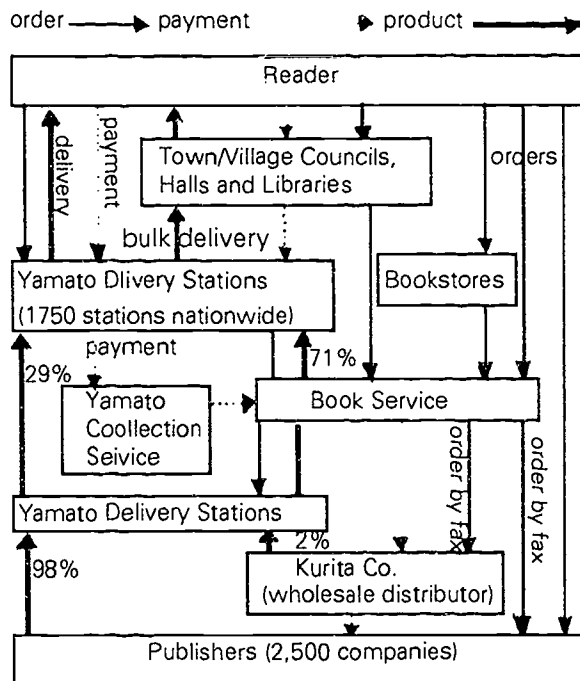 order payment product
Reader
delivery
payment
Town/Village Councils,
Halls and Libraries
orders
bulk delivery
Yamato Dlivery Stations
(1750 stations nationwide)
Bookstores
payment
29%
71%
Yamato
Coollection
Seivice
Book Service
order by fax
order by fax
Yamato Delivery Stations
2%
98%
Kurita Co.
(wholesale distributor)
Publishers (2,500 companies)